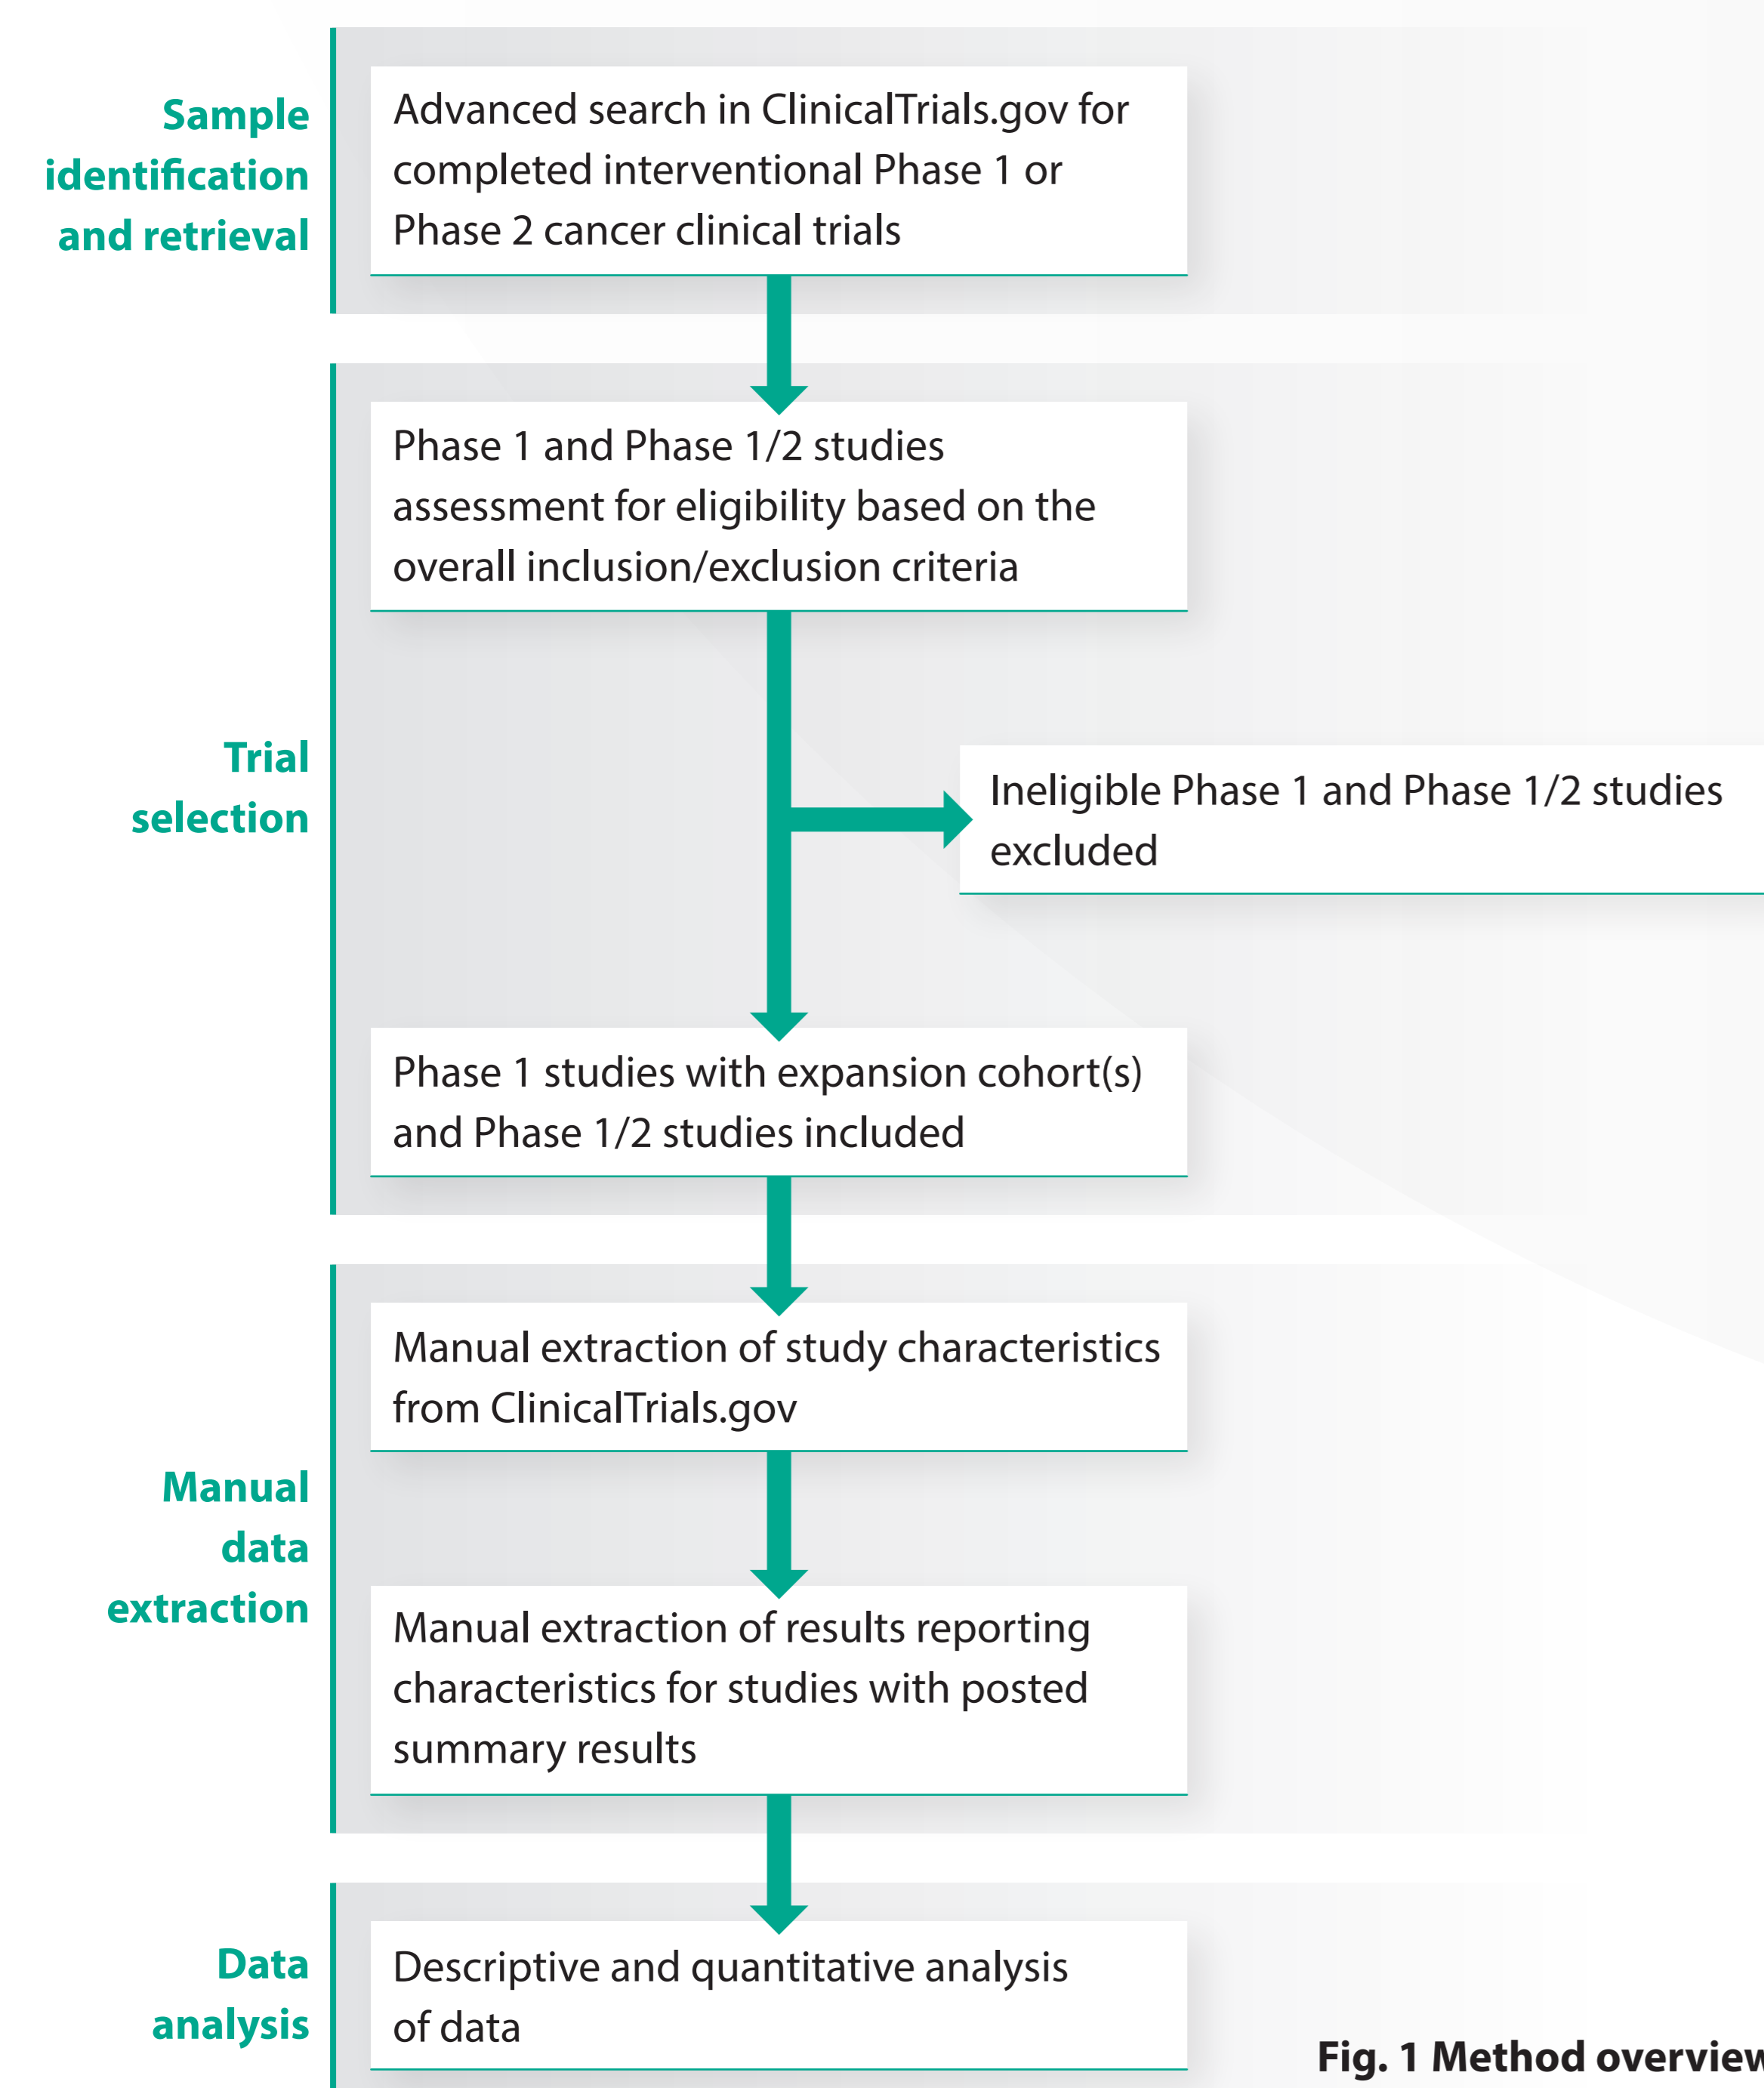 Sample
identification
and retrieval
Advanced search in ClinicalTrials.gov for
completed interventional Phase 1 or
Phase 2 cancer clinical trials
Trial
selection
Phase 1 and Phase 1/2 studies
assessment for eligibility based on the
overall inclusion/exclusion criteria
Ineligible Phase 1 and Phase 1/2 studies
excluded
Phase 1 studies with expansion cohort(s)
and Phase 1/2 studies included
Manual
data
extraction
Manual extraction of study characteristics
from ClinicalTrials.gov
Manual extraction of results reporting
characteristics for studies with posted
summary results
Data
analysis
Descriptive and quantitative analysis
of data
Fig. 1 Method overview